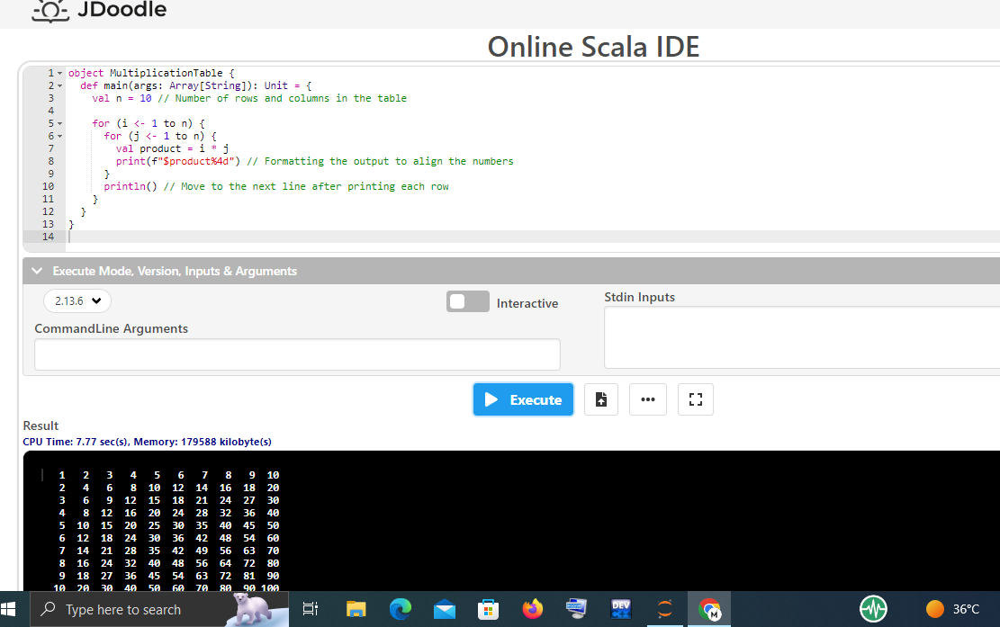 JDoodle
Online Scala IDE
1 object MultiplicationTable {
2   def main(args: Array[String]): Unit = {
3     val n = 10 // Number of rows and columns in the table
4
5     for (i <- 1 to n) {
6       for (j <- 1 to n) {
7         val product = i * j
8         print(f"$product%4d") // Formatting the output to align the numbers
9       }
10       println() // Move to the next line after printing each row
11     }
12   }
13 }
14
Execute Mode, Version, Inputs & Arguments
2.13.6
Interactive
Stdin Inputs
CommandLine Arguments
Execute
Result
CPU Time: 7.77 sec(s), Memory: 179588 kilobyte(s)
1 2 3 4 5 6 7 8 9 10
2 4 6 8 10 12 14 16 18 20
3 6 9 12 15 18 21 24 27 30
4 8 12 16 20 24 28 32 36 40
5 10 15 20 25 30 35 40 45 50
6 12 18 24 30 36 42 48 54 60
7 14 21 28 35 42 49 56 63 70
8 16 24 32 40 48 56 64 72 80
9 18 27 36 45 54 63 72 81 90
10 20 30 40 50 60 70 80 90 100
Type here to search
DEV
M
36°C